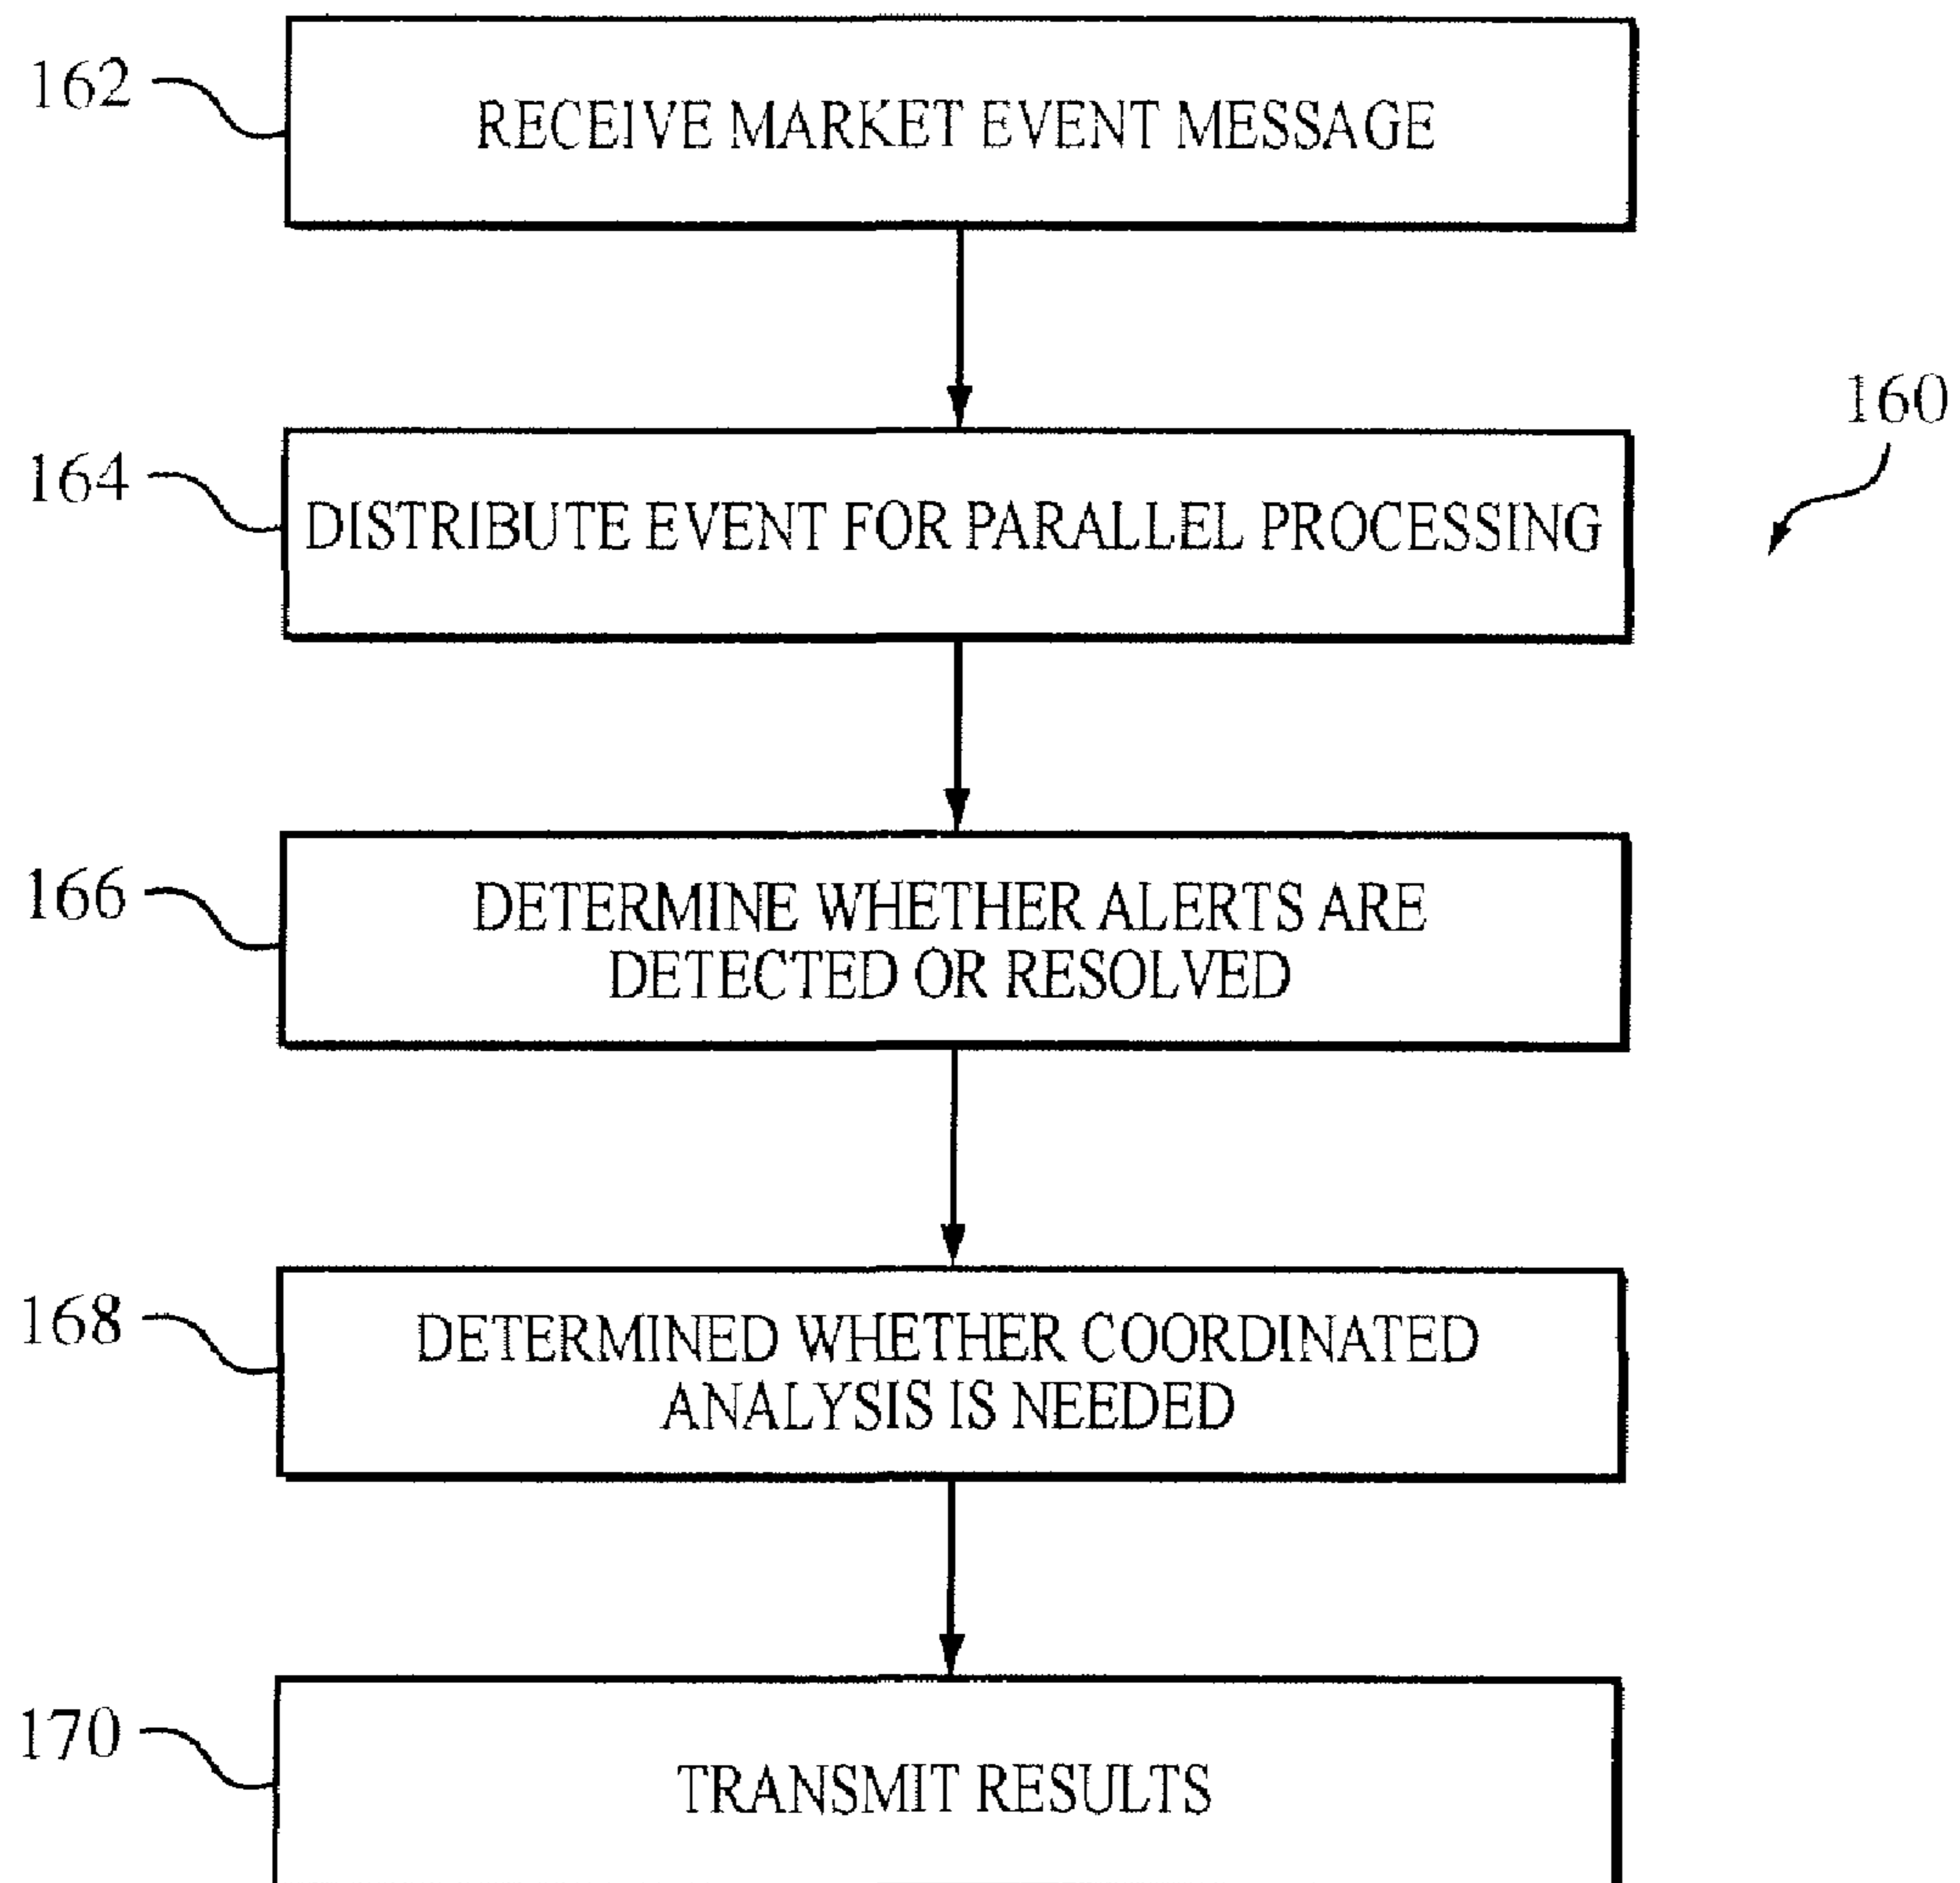 162
RECEIVE MARKET EVENT MESSAGE
160
164
DISTRIBUTE EVENT FOR PARALLEL PROCESSING
166
DETERMINE WHETHER ALERTS ARE
DETECTED OR RESOLVED
168
DETERMINED WHETHER COORDINATED
ANALYSIS IS NEEDED
170
TRANSMIT RESULTS